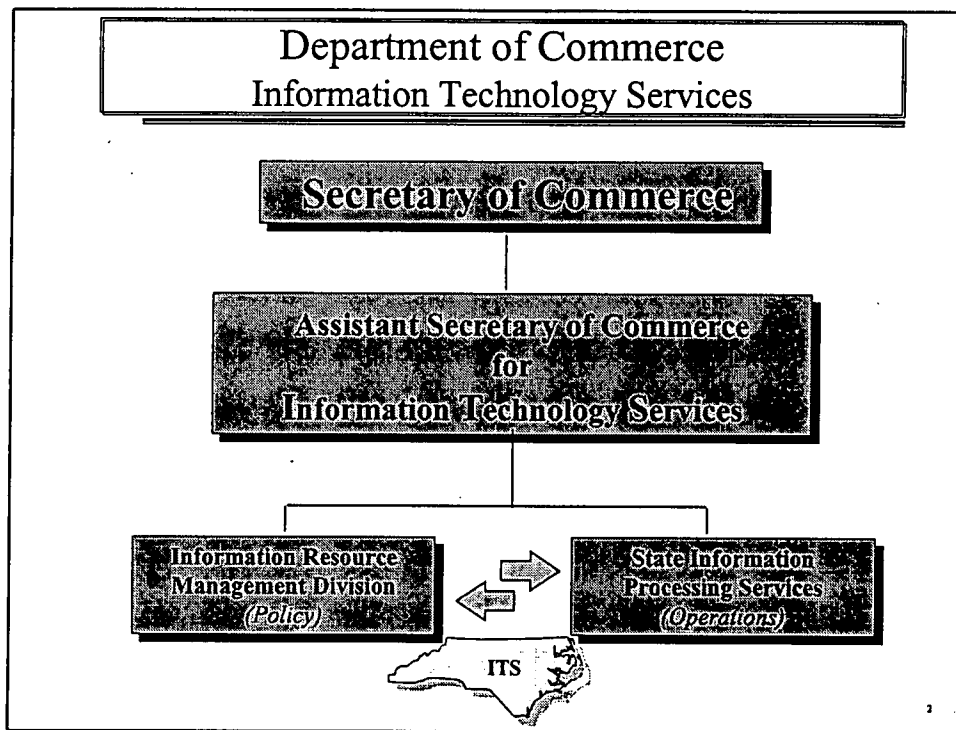 Department of Commerce
Information Technology Services
Secretary of Commerce
Assistant Secretary of Commerce
for
Information Technology Services
Information Resource
Management Division
(Policy)
State Information
Processing Services
(Operations)
ITS
2